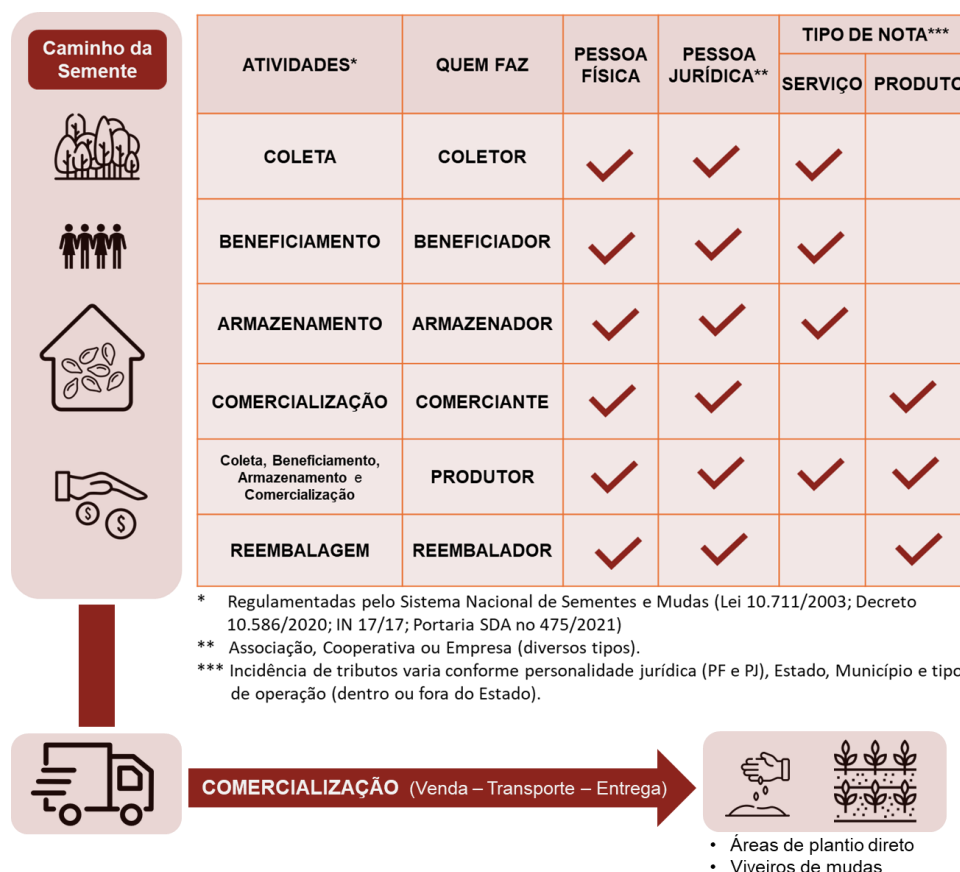 Caminho da
Semente
ATIVIDADES*
QUEM FAZ
PESSOA
FÍSICA
PESSOA
JURÍDICA**
TIPO DE NOTA***
SERVIÇO
PRODUTO
COLETA
COLETOR
BENEFICIAMENTO
BENEFICIADOR
ARMAZENAMENTO
ARMAZENADOR
COMERCIALIZAÇÃO
COMERCIANTE
Coleta, Beneficiamento,
Armazenamento e
Comercialização
PRODUTOR
REEMBALAGEM
REEMBALADOR
$
$
* Regulamentadas pelo Sistema Nacional de Sementes e Mudas (Lei 10.711/2003; Decreto
10.586/2020; IN 17/17; Portaria SDA no 475/2021)
** Associação, Cooperativa ou Empresa (diversos tipos).
*** Incidência de tributos varia conforme personalidade jurídica (PF e PJ), Estado, Município e tipo
de operação (dentro ou fora do Estado).
COMERCIALIZAÇÃO (Venda – Transporte – Entrega)
• Áreas de plantio direto
• Viveiros de mudas